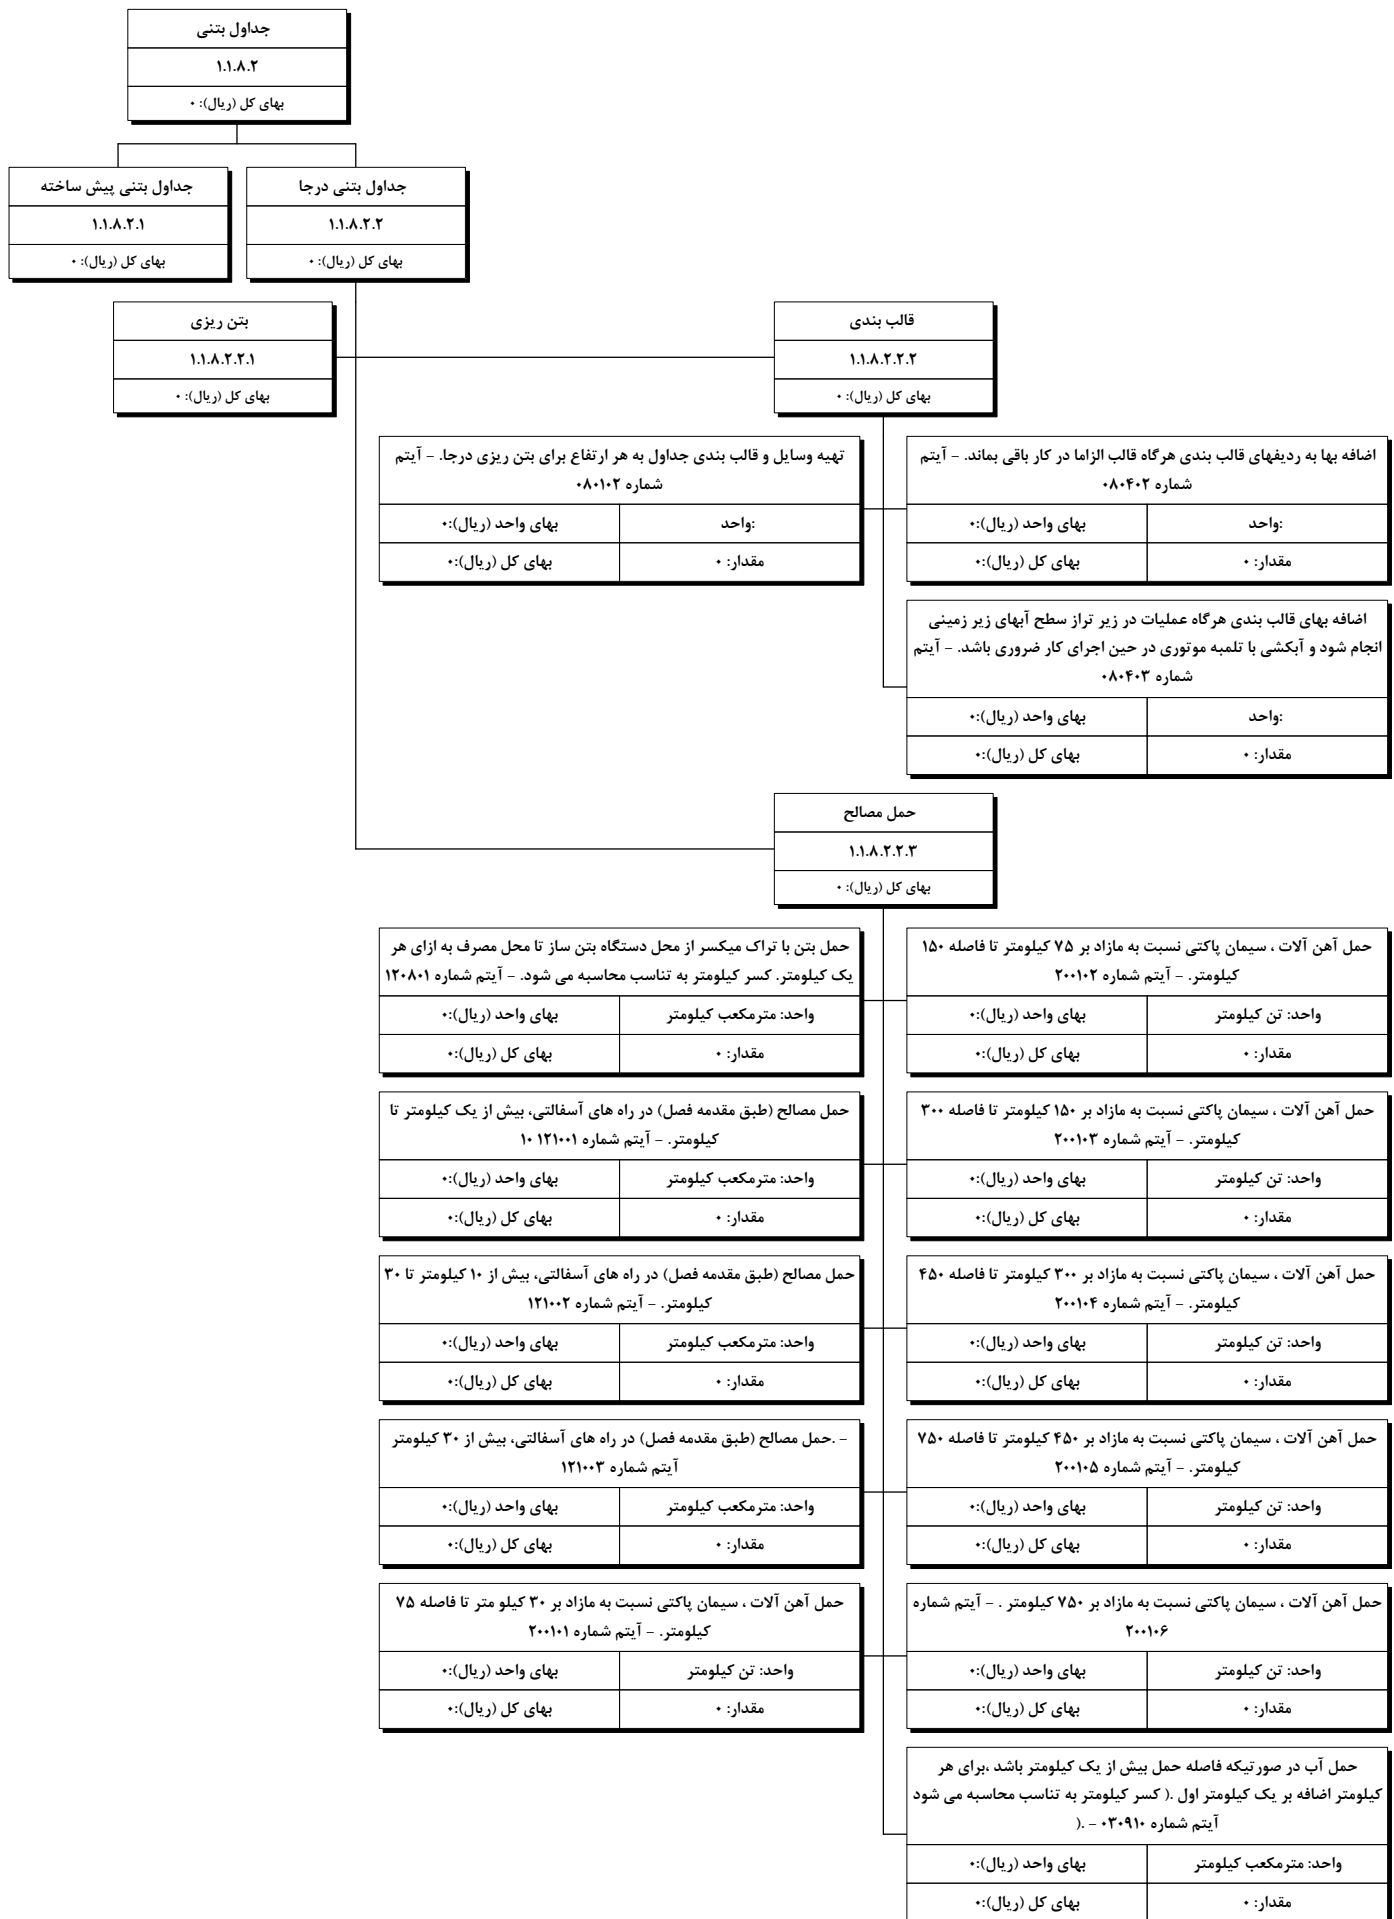 جداول بتنی
۱.۱.۸.۲
بهای کل (ریال): ۰
جداول بتنی درجا
۱.۱.۸.۲.۲
بهای کل (ریال): ۰
جداول بتنی پیش ساخته
۱.۱.۸.۲.۱
بهای کل (ریال): ۰
قالب بندی
۱.۱.۸.۲.۲.۲
بهای کل (ریال): ۰
بتن ریزی
۱.۱.۸.۲.۲.۱
بهای کل (ریال): ۰
اضافه بها به ردیفهای قالب بندی هرگاه قالب الزاما در کار باقی بماند. - آیتم
شماره ۰۸۰۴۰۲
واحد: بهای واحد (ریال):۰
مقدار: ۰ بهای کل (ریال):۰
تهیه وسایل و قالب بندی جداول به هر ارتفاع برای بتن ریزی درجا. - آیتم
شماره ۰۸۰۱۰۲
واحد: بهای واحد (ریال):۰
مقدار: ۰ بهای کل (ریال):۰
اضافه بهای قالب بندی هرگاه عملیات در زیر تراز سطح آبهای زیر زمینی
انجام شود و آبکشی با تلمبه موتوری در حین اجرای کار ضروری باشد. - آیتم
شماره ۰۸۰۴۰۳
واحد: بهای واحد (ریال):۰
مقدار: ۰ بهای کل (ریال):۰
حمل مصالح
۱.۱.۸.۲.۲.۳
بهای کل (ریال): ۰
حمل آهن آلات ، سیمان پاکتی نسبت به مازاد بر ۷۵ کیلومتر تا فاصله ۱۵۰
کیلومتر. - آیتم شماره ۲۰۰۱۰۲
واحد: تن کیلومتر بهای واحد (ریال):۰
مقدار: ۰ بهای کل (ریال):۰
حمل بتن با تراک میکسر از محل دستگاه بتن ساز تا محل مصرف به ازای هر
یک کیلومتر. کسر کیلومتر به تناسب محاسبه می شود. - آیتم شماره ۱۲۰۸۰۱
واحد: مترمکعب کیلومتر بهای واحد (ریال):۰
مقدار: ۰ بهای کل (ریال):۰
حمل آهن آلات ، سیمان پاکتی نسبت به مازاد بر ۱۵۰ کیلومتر تا فاصله ۳۰۰
کیلومتر. - آیتم شماره ۲۰۰۱۰۳
واحد: تن کیلومتر بهای واحد (ریال):۰
مقدار: ۰ بهای کل (ریال):۰
حمل مصالح (طبق مقدمه فصل) در راه های آسفالتی، بیش از یک کیلومتر تا
کیلومتر. - آیتم شماره ۱۲۱۰۰۱ ۱۰
واحد: مترمکعب کیلومتر بهای واحد (ریال):۰
مقدار: ۰ بهای کل (ریال):۰
حمل آهن آلات ، سیمان پاکتی نسبت به مازاد بر ۳۰۰ کیلومتر تا فاصله ۴۵۰
کیلومتر. - آیتم شماره ۲۰۰۱۰۴
واحد: تن کیلومتر بهای واحد (ریال):۰
مقدار: ۰ بهای کل (ریال):۰
حمل مصالح (طبق مقدمه فصل) در راه های آسفالتی، بیش از ۱۰ کیلومتر تا ۳۰
کیلومتر. - آیتم شماره ۱۲۱۰۰۲
واحد: مترمکعب کیلومتر بهای واحد (ریال):۰
مقدار: ۰ بهای کل (ریال):۰
حمل آهن آلات ، سیمان پاکتی نسبت به مازاد بر ۴۵۰ کیلومتر تا فاصله ۷۵۰
کیلومتر. - آیتم شماره ۲۰۰۱۰۵
واحد: تن کیلومتر بهای واحد (ریال):۰
مقدار: ۰ بهای کل (ریال):۰
حمل مصالح (طبق مقدمه فصل) در راه های آسفالتی، بیش از ۳۰ کیلومتر. -
آیتم شماره ۱۲۱۰۰۳
واحد: مترمکعب کیلومتر بهای واحد (ریال):۰
مقدار: ۰ بهای کل (ریال):۰
حمل آهن آلات ، سیمان پاکتی نسبت به مازاد بر ۷۵۰ کیلومتر . - آیتم شماره
۲۰۰۱۰۶
واحد: تن کیلومتر بهای واحد (ریال):۰
مقدار: ۰ بهای کل (ریال):۰
حمل آهن آلات ، سیمان پاکتی نسبت به مازاد بر ۳۰ کیلو متر تا فاصله ۷۵
کیلومتر. - آیتم شماره ۲۰۰۱۰۱
واحد: تن کیلومتر بهای واحد (ریال):۰
مقدار: ۰ بهای کل (ریال):۰
حمل آب در صورتیکه فاصله حمل بیش از یک کیلومتر باشد ،برای هر
کیلومتر اضافه بر یک کیلومتر اول .( کسر کیلومتر به تناسب محاسبه می شود
آیتم شماره ۰۳۰۹۱۰ - .(
واحد: مترمکعب کیلومتر بهای واحد (ریال):۰
مقدار: ۰ بهای کل (ریال):۰